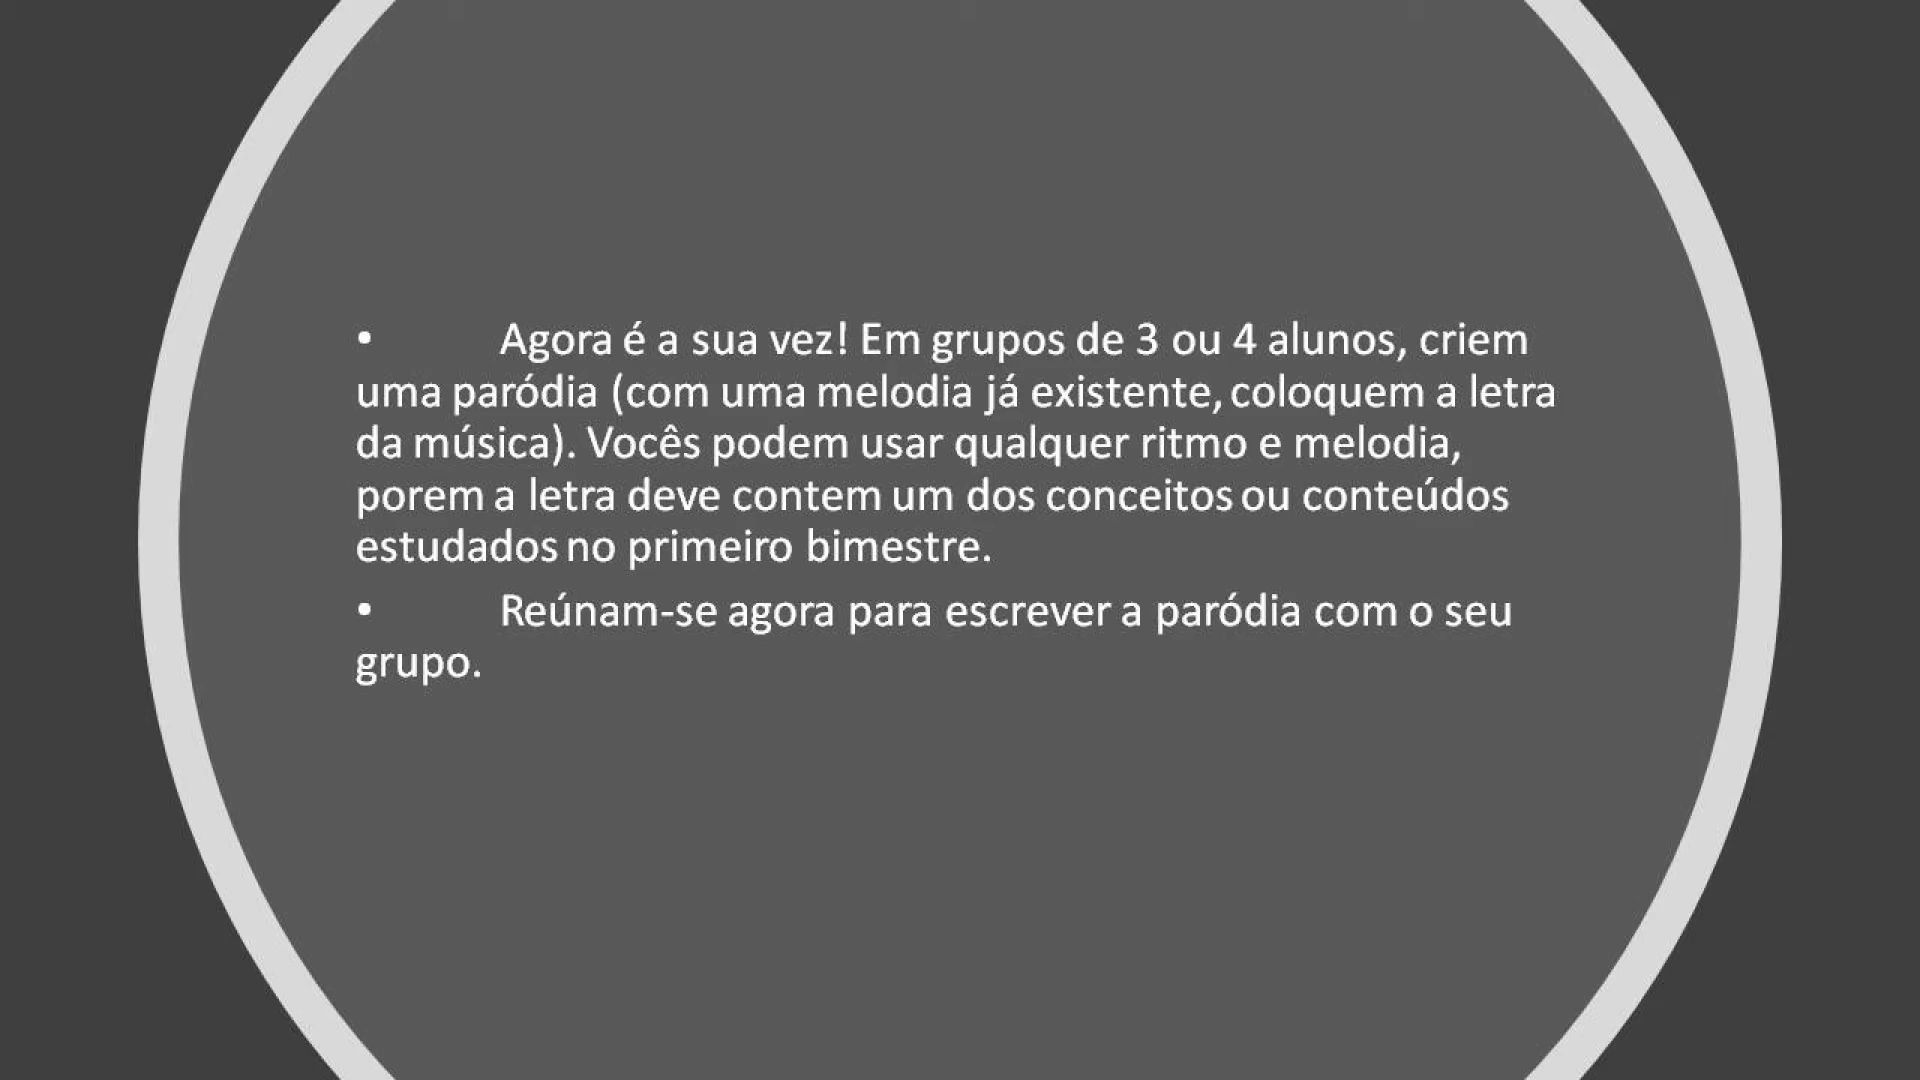 • Agora é a sua vez! Em grupos de 3 ou 4 alunos, criem
uma paródia (com uma melodia já existente, coloquem a letra
da música). Vocês podem usar qualquer ritmo e melodia,
porem a letra deve contem um dos conceitos ou conteúdos
estudados no primeiro bimestre.
• Reúnam-se agora para escrever a paródia com o seu
grupo.